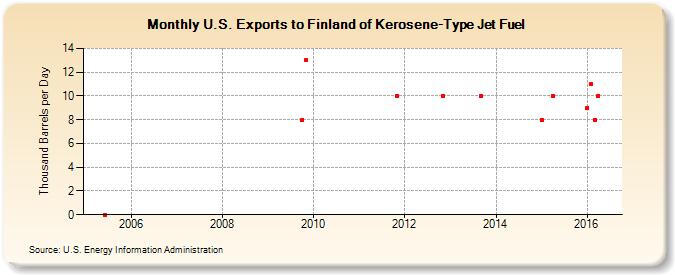 Monthly U.S. Exports to Finland of Kerosene-Type Jet Fuel
Thousand Barrels per Day
14
12
10
8
6
4
2
0
2006 2008 2010 2012 2014 2016
Source: U.S. Energy Information Administration